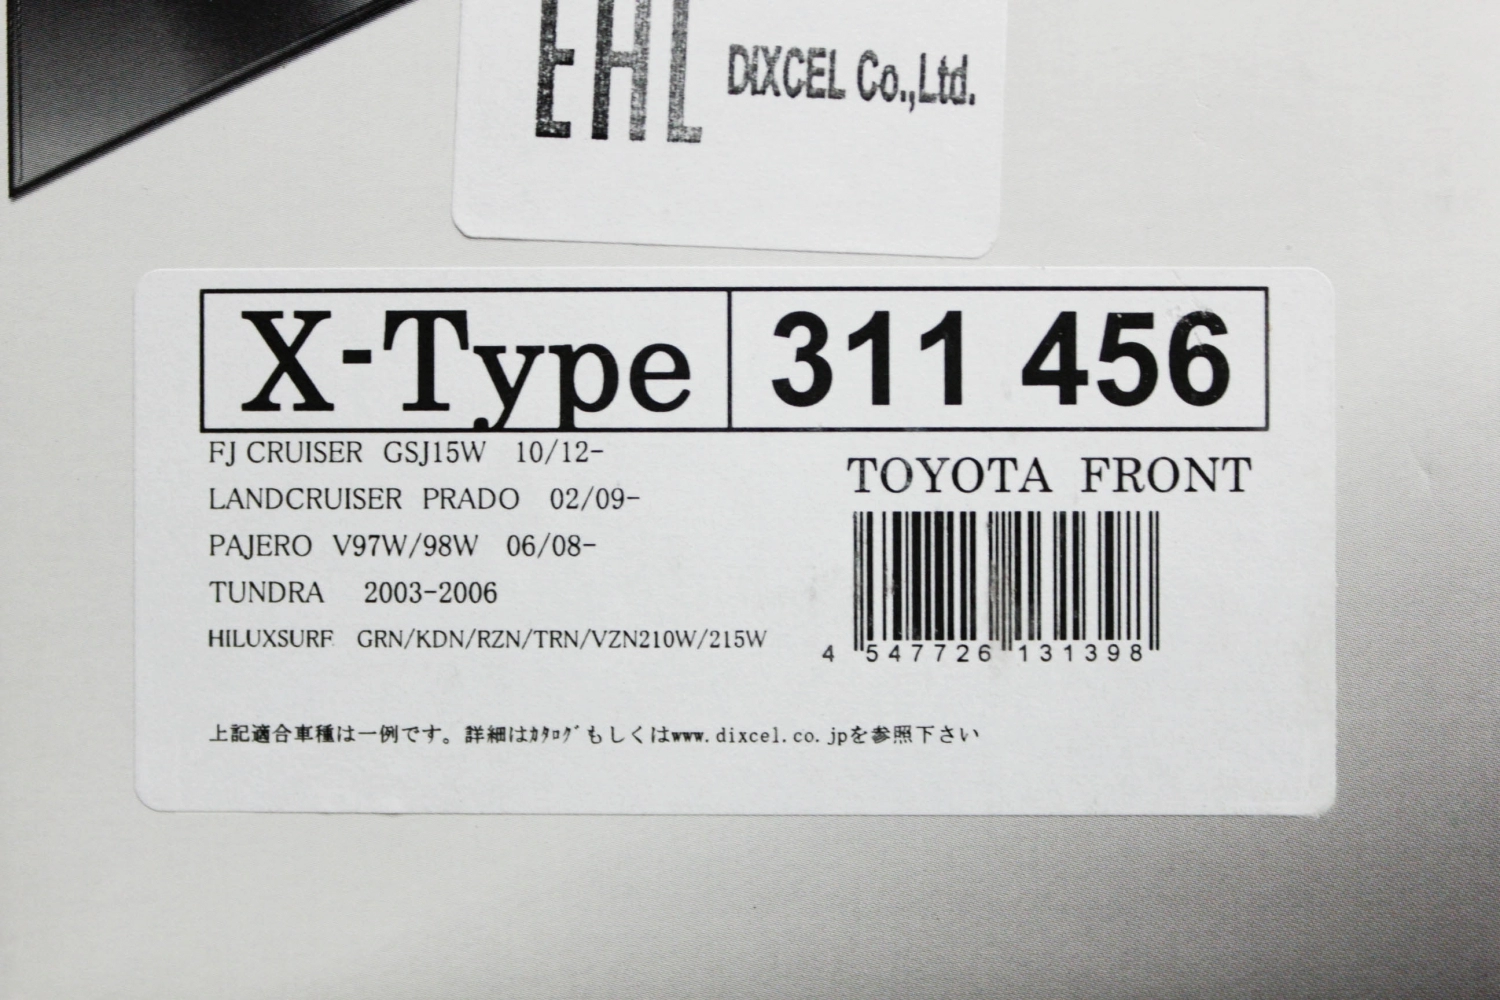 EAC DIXCEL Co.,Ltd.
X-Type 311 456
FJ CRUISER GSJ15W 10/12-
LANDCRUISER PRADO 02/09-
PAJERO V97W/98W 06/08-
TUNDRA 2003-2006
HILUXSURF GRN/KDN/RZN/TRN/VZN210W/215W
TOYOTA FRONT
4 547726 131398
上記適合車種は一例です。詳細はｶﾀﾛｸﾞもしくはwww.dixcel.co.jpを参照下さい